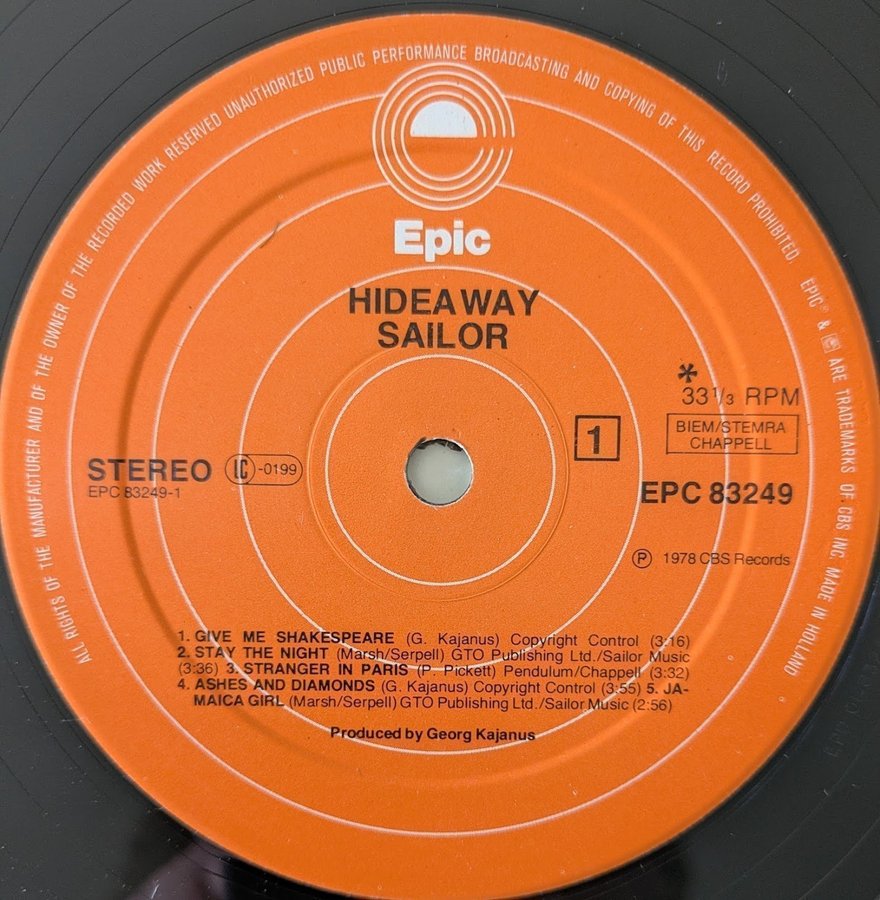 ALL RIGHTS OF THE MANUFACTURER AND OF THE OWNER OF THE RECORDED WORK RESERVED UNAUTHORIZED PUBLIC PERFORMANCE BROADCASTING AND COPYING OF THIS RECORD PROHIBITED. EPIC® & ARE TRADEMARKS OF CBS INC. MADE IN HOLLAND
Epic
HIDEAWAY
SAILOR
*
33⅓ RPM
1
BIEM/STEMRA
CHAPPELL
STEREO LC-0199
EPC 83249-1
EPC 83249
Ⓟ 1978 CBS Records
1. GIVE ME SHAKESPEARE (G. Kajanus) Copyright Control (3:16)
2. STAY THE NIGHT (Marsh/Serpell) GTO Publishing Ltd./Sailor Music
(3:36) 3. STRANGER IN PARIS (P. Pickett) Pendulum/Chappell (3:32)
4. ASHES AND DIAMONDS (G. Kajanus) Copyright Control (3:55) 5. JA-
MAICA GIRL (Marsh/Serpell) GTO Publishing Ltd./Sailor Music (2:56)
Produced by Georg Kajanus